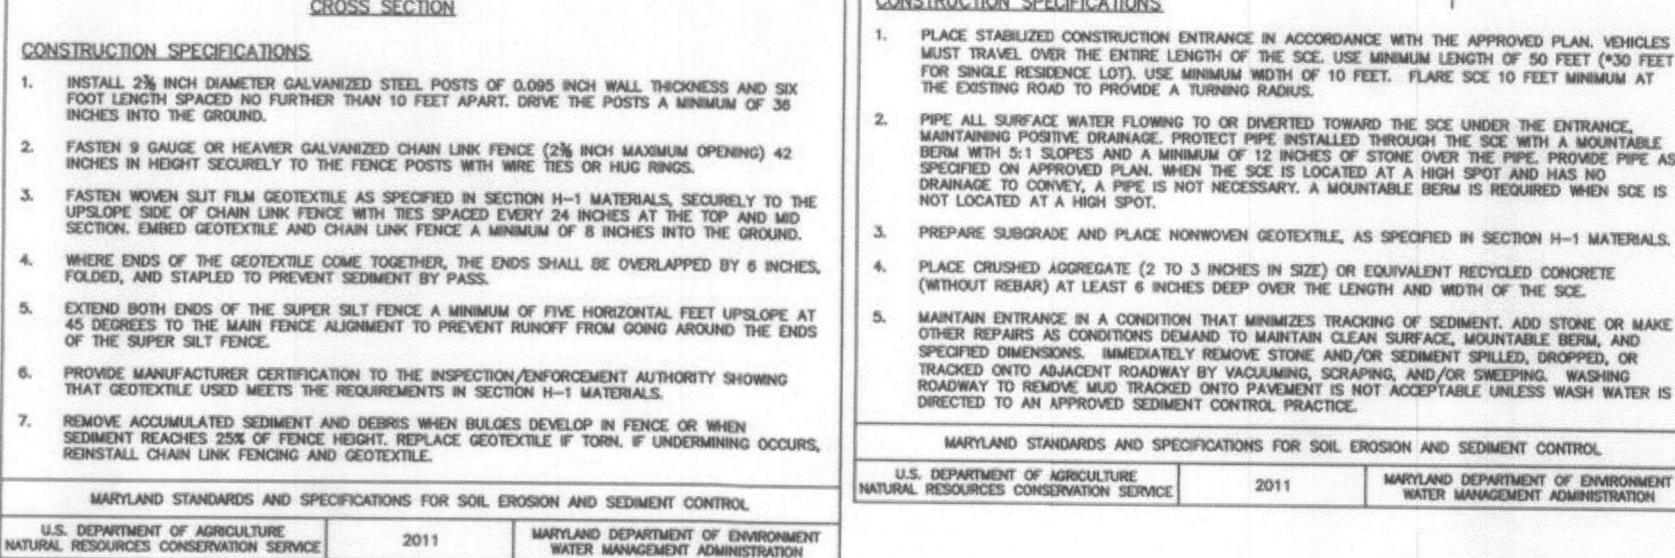 CROSS SECTION
CONSTRUCTION SPECIFICATIONS
1. INSTALL 2⅜ INCH DIAMETER GALVANIZED STEEL POSTS OF 0.095 INCH WALL THICKNESS AND SIX
FOOT LENGTH SPACED NO FURTHER THAN 10 FEET APART. DRIVE THE POSTS A MINIMUM OF 36
INCHES INTO THE GROUND.
2. FASTEN 9 GAUGE OR HEAVIER GALVANIZED CHAIN LINK FENCE (2⅜ INCH MAXIMUM OPENING) 42
INCHES IN HEIGHT SECURELY TO THE FENCE POSTS WITH WIRE TIES OR HUG RINGS.
3. FASTEN WOVEN SLIT FILM GEOTEXTILE AS SPECIFIED IN SECTION H-1 MATERIALS, SECURELY TO THE
UPSLOPE SIDE OF CHAIN LINK FENCE WITH TIES SPACED EVERY 24 INCHES AT THE TOP AND MID
SECTION. EMBED GEOTEXTILE AND CHAIN LINK FENCE A MINIMUM OF 8 INCHES INTO THE GROUND.
4. WHERE ENDS OF THE GEOTEXTILE COME TOGETHER, THE ENDS SHALL BE OVERLAPPED BY 6 INCHES,
FOLDED, AND STAPLED TO PREVENT SEDIMENT BY PASS.
5. EXTEND BOTH ENDS OF THE SUPER SILT FENCE A MINIMUM OF FIVE HORIZONTAL FEET UPSLOPE AT
45 DEGREES TO THE MAIN FENCE ALIGNMENT TO PREVENT RUNOFF FROM GOING AROUND THE ENDS
OF THE SUPER SILT FENCE.
6. PROVIDE MANUFACTURER CERTIFICATION TO THE INSPECTION/ENFORCEMENT AUTHORITY SHOWING
THAT GEOTEXTILE USED MEETS THE REQUIREMENTS IN SECTION H-1 MATERIALS.
7. REMOVE ACCUMULATED SEDIMENT AND DEBRIS WHEN BULGES DEVELOP IN FENCE OR WHEN
SEDIMENT REACHES 25% OF FENCE HEIGHT. REPLACE GEOTEXTILE IF TORN. IF UNDERMINING OCCURS,
REINSTALL CHAIN LINK FENCING AND GEOTEXTILE.
MARYLAND STANDARDS AND SPECIFICATIONS FOR SOIL EROSION AND SEDIMENT CONTROL
U.S. DEPARTMENT OF AGRICULTURE
NATURAL RESOURCES CONSERVATION SERVICE
2011
MARYLAND DEPARTMENT OF ENVIRONMENT
WATER MANAGEMENT ADMINISTRATION
CONSTRUCTION SPECIFICATIONS
1. PLACE STABILIZED CONSTRUCTION ENTRANCE IN ACCORDANCE WITH THE APPROVED PLAN. VEHICLES
MUST TRAVEL OVER THE ENTIRE LENGTH OF THE SCE. USE MINIMUM LENGTH OF 50 FEET (*30 FEET
FOR SINGLE RESIDENCE LOT). USE MINIMUM WIDTH OF 10 FEET. FLARE SCE 10 FEET MINIMUM AT
THE EXISTING ROAD TO PROVIDE A TURNING RADIUS.
2. PIPE ALL SURFACE WATER FLOWING TO OR DIVERTED TOWARD THE SCE UNDER THE ENTRANCE,
MAINTAINING POSITIVE DRAINAGE. PROTECT PIPE INSTALLED THROUGH THE SCE WITH A MOUNTABLE
BERM WITH 5:1 SLOPES AND A MINIMUM OF 12 INCHES OF STONE OVER THE PIPE. PROVIDE PIPE AS
SPECIFIED ON APPROVED PLAN. WHEN THE SCE IS LOCATED AT A HIGH SPOT AND HAS NO
DRAINAGE TO CONVEY, A PIPE IS NOT NECESSARY. A MOUNTABLE BERM IS REQUIRED WHEN SCE IS
NOT LOCATED AT A HIGH SPOT.
3. PREPARE SUBGRADE AND PLACE NONWOVEN GEOTEXTILE, AS SPECIFIED IN SECTION H-1 MATERIALS.
4. PLACE CRUSHED AGGREGATE (2 TO 3 INCHES IN SIZE) OR EQUIVALENT RECYCLED CONCRETE
(WITHOUT REBAR) AT LEAST 6 INCHES DEEP OVER THE LENGTH AND WIDTH OF THE SCE.
5. MAINTAIN ENTRANCE IN A CONDITION THAT MINIMIZES TRACKING OF SEDIMENT. ADD STONE OR MAKE
OTHER REPAIRS AS CONDITIONS DEMAND TO MAINTAIN CLEAN SURFACE, MOUNTABLE BERM, AND
SPECIFIED DIMENSIONS. IMMEDIATELY REMOVE STONE AND/OR SEDIMENT SPILLED, DROPPED, OR
TRACKED ONTO ADJACENT ROADWAY BY VACUUMING, SCRAPING, AND/OR SWEEPING. WASHING
ROADWAY TO REMOVE MUD TRACKED ONTO PAVEMENT IS NOT ACCEPTABLE UNLESS WASH WATER IS
DIRECTED TO AN APPROVED SEDIMENT CONTROL PRACTICE.
MARYLAND STANDARDS AND SPECIFICATIONS FOR SOIL EROSION AND SEDIMENT CONTROL
U.S. DEPARTMENT OF AGRICULTURE
NATURAL RESOURCES CONSERVATION SERVICE
2011
MARYLAND DEPARTMENT OF ENVIRONMENT
WATER MANAGEMENT ADMINISTRATION